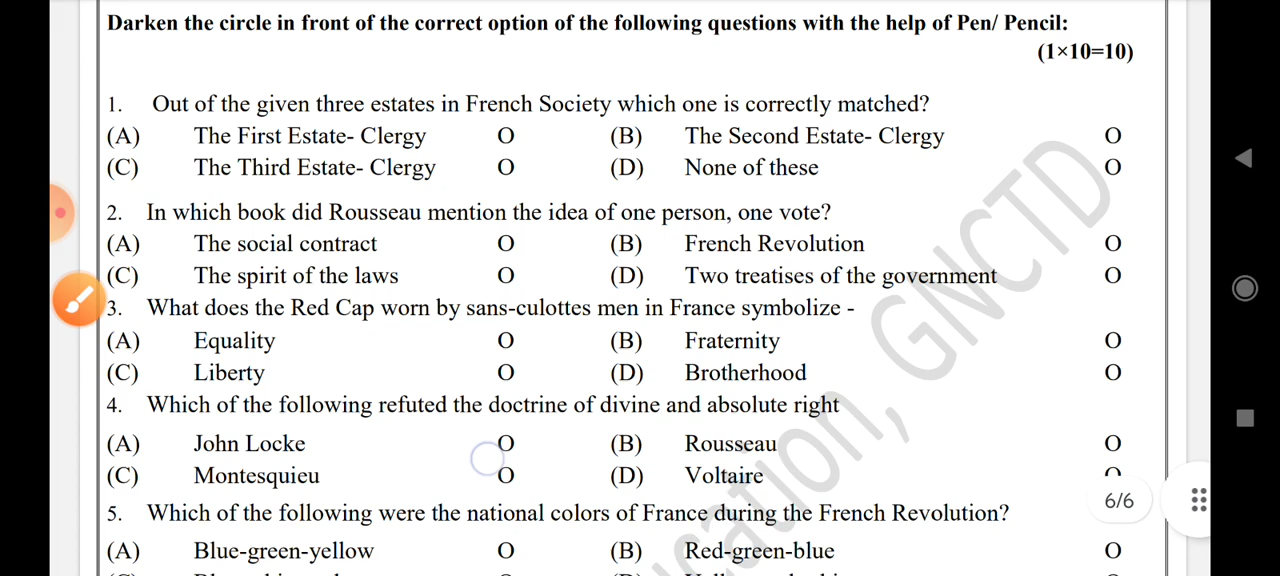 Darken the circle in front of the correct option of the following questions with the help of Pen/ Pencil:
(1×10=10)
1. Out of the given three estates in French Society which one is correctly matched?
(A) The First Estate- Clergy O (B) The Second Estate- Clergy O
(C) The Third Estate- Clergy O (D) None of these O
2. In which book did Rousseau mention the idea of one person, one vote?
(A) The social contract O (B) French Revolution O
(C) The spirit of the laws O (D) Two treatises of the government O
3. What does the Red Cap worn by sans-culottes men in France symbolize -
(A) Equality O (B) Fraternity O
(C) Liberty O (D) Brotherhood O
4. Which of the following refuted the doctrine of divine and absolute right
(A) John Locke O (B) Rousseau O
(C) Montesquieu O (D) Voltaire O
6/6
5. Which of the following were the national colors of France during the French Revolution?
(A) Blue-green-yellow O (B) Red-green-blue O
cation, GNCTD